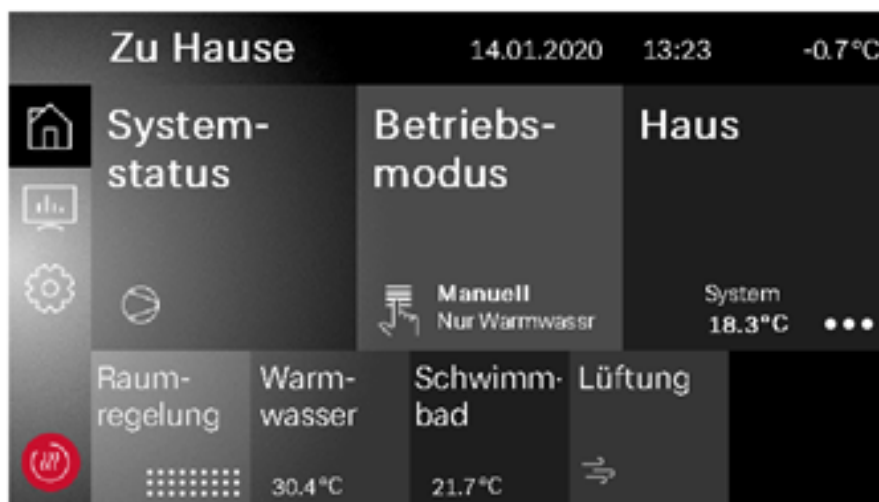 Zu Hause 14.01.2020 13:23 -0.7°C
System-
status
Betriebs-
modus
Manuell
Nur Warmwassr
Haus
System
18.3°C
Raum-
regelung
Warm-
wasser
30.4°C
Schwimm-
bad
21.7°C
Lüftung